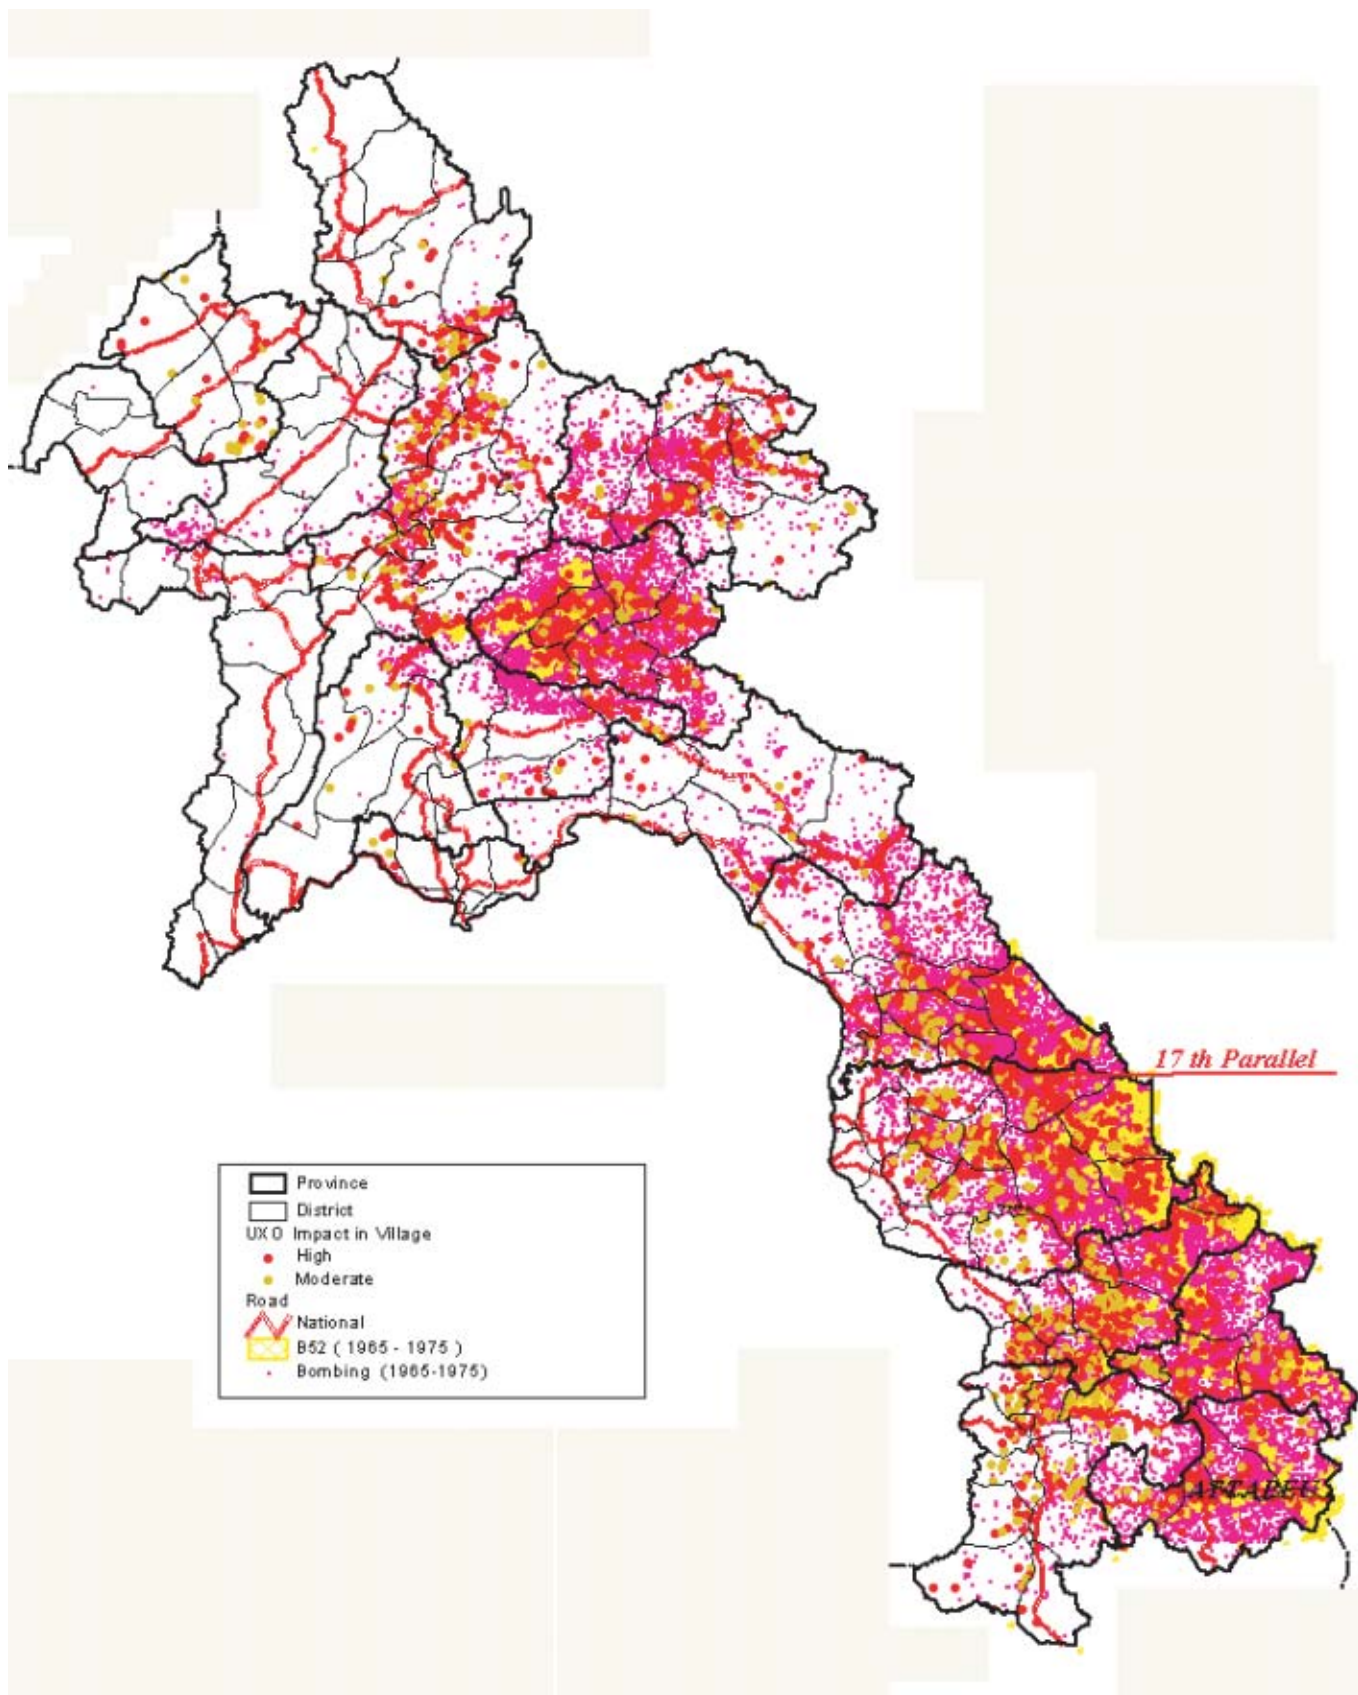 17 th Parallel
Province
District
UXO Impact in Village
High
Moderate
Road
National
B52 ( 1965 - 1975 )
Bombing (1965-1975)
ATTAPEU